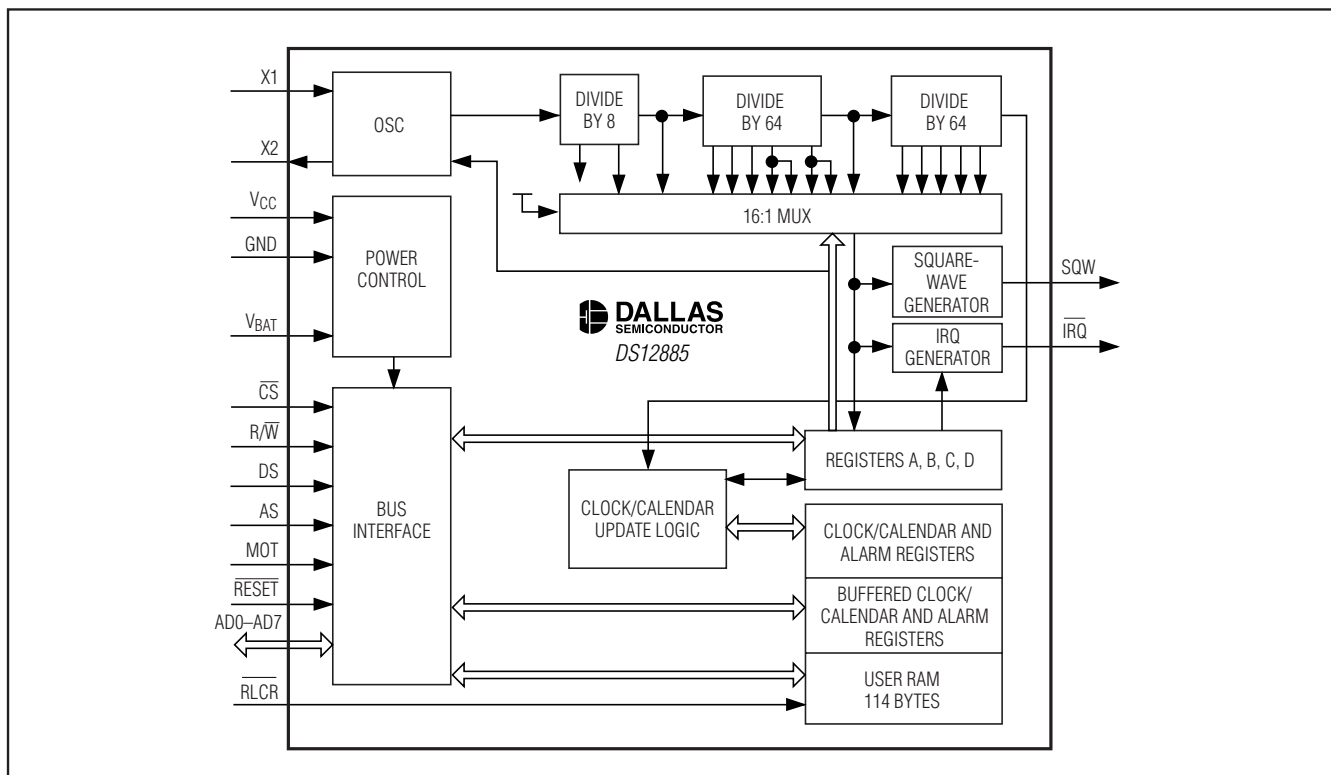 X1
X2
VCC
GND
VBAT
CS
R/W
DS
AS
MOT
RESET
AD0–AD7
RLCR
OSC
POWER
CONTROL
BUS
INTERFACE
DIVIDE
BY 8
DIVIDE
BY 64
DIVIDE
BY 64
16:1 MUX
SQUARE-
WAVE
GENERATOR
SQW
IRQ
GENERATOR
IRQ
DALLAS
SEMICONDUCTOR
DS12885
REGISTERS A, B, C, D
CLOCK/CALENDAR
UPDATE LOGIC
CLOCK/CALENDAR AND
ALARM REGISTERS
BUFFERED CLOCK/
CALENDAR AND ALARM
REGISTERS
USER RAM
114 BYTES